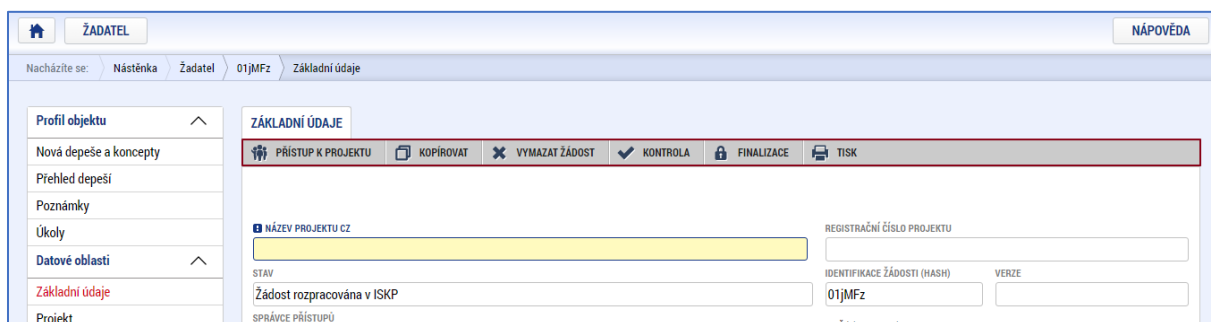 ŽADATEL NÁPOVĚDA
Nacházíte se: Nástěnka Žadatel 01jMFz Základní údaje
Profil objektu
Nová depeše a koncepty
Přehled depeší
Poznámky
Úkoly
Datové oblasti
Základní údaje
Projekt
ZÁKLADNÍ ÚDAJE
PŘÍSTUP K PROJEKTU KOPÍROVAT VYMAZAT ŽÁDOST KONTROLA FINALIZACE TISK
NÁZEV PROJEKTU CZ REGISTRAČNÍ ČÍSLO PROJEKTU
STAV IDENTIFIKACE ŽÁDOSTI (HASH) VERZE
Žádost rozpracována v ISKP 01jMFz
SPRÁVCE PŘÍSTUPŮ